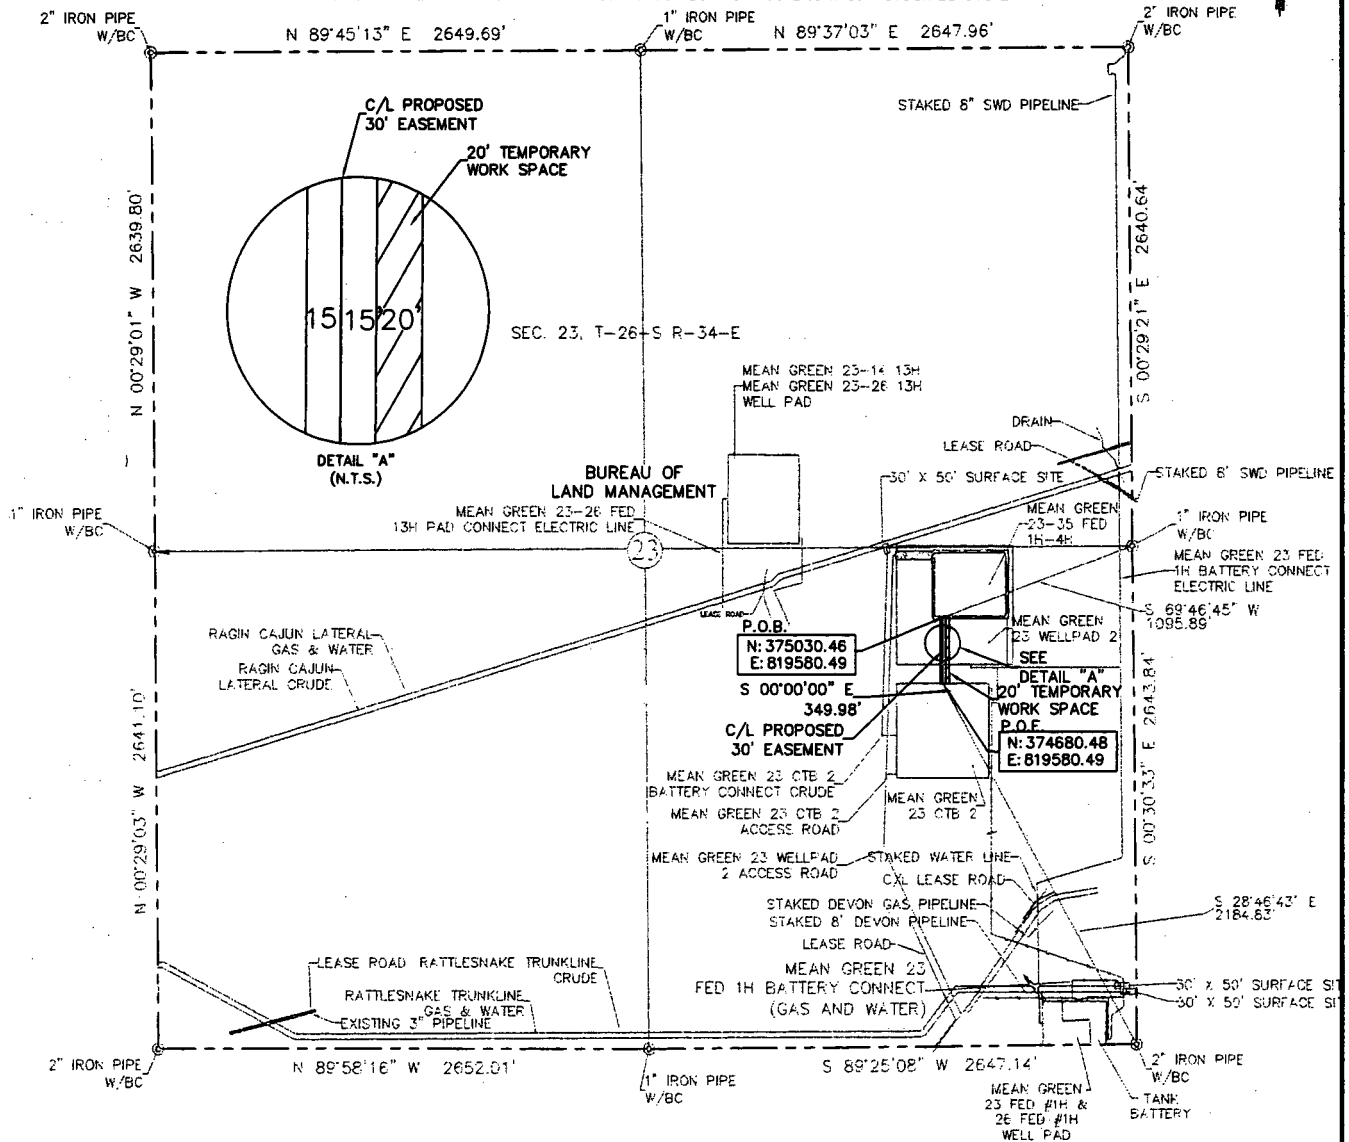 2" IRON PIPE
W/BC
N 89°45'13" E 2649.69'
1" IRON PIPE
W/BC
N 89°37'03" E 2647.96'
2" IRON PIPE
W/BC
STAKED 8" SWD PIPELINE
C/L PROPOSED
30' EASEMENT
20' TEMPORARY
WORK SPACE
N 00°29'01" W 2639.80'
S 00°29'21" E 2640.64'
15 15' 20'
SEC. 23, T-26-S R-34-E
DETAIL "A"
(N.T.S.)
MEAN GREEN 23-14 13H
MEAN GREEN 23-26 13H
WELL PAD
DRAIN
LEASE ROAD
STAKED 8" SWD PIPELINE
BUREAU OF
LAND MANAGEMENT
30' X 50' SURFACE SITE
MEAN GREEN 23-26 FED
13H PAD CONNECT ELECTRIC LINE
MEAN GREEN
23-35 FED
1H-4H
1" IRON PIPE
W/BC
1" IRON PIPE
W/BC
23
MEAN GREEN 23 FED
1H BATTERY CONNECT
ELECTRIC LINE
S 69°46'45" W
1095.89'
LEASE ROAD
P.O.B.
N: 375030.46
E: 819580.49
MEAN GREEN
23 WELLPAD 2
SEE
DETAIL "A"
RAGIN CAJUN LATERAL
GAS & WATER
RAGIN CAJUN
LATERAL CRUDE
S 00°00'00" E
349.98'
20' TEMPORARY
WORK SPACE
C/L PROPOSED
30' EASEMENT
P.O.E.
N: 374680.48
E: 819580.49
N 00°29'03" W 2641.10'
S 00°30'33" E 2643.84'
MEAN GREEN 23 CTB 2
BATTERY CONNECT CRUDE
MEAN GREEN 23 CTB 2
ACCESS ROAD
MEAN GREEN
23 CTB 2
MEAN GREEN 23 WELLPAD
2 ACCESS ROAD
STAKED WATER LINE
C/L LEASE ROAD
STAKED DEVON GAS PIPELINE
STAKED 8" DEVON PIPELINE
S 28°46'43" E
2184.63'
LEASE ROAD
MEAN GREEN 23
FED 1H BATTERY CONNECT
(GAS AND WATER)
LEASE ROAD RATTLESNAKE TRUNKLINE
CRUDE
RATTLESNAKE TRUNKLINE
GAS & WATER
EXISTING 3" PIPELINE
30' X 50' SURFACE SIT
30' X 50' SURFACE SI
2" IRON PIPE
W/BC
N 89°58'16" W 2652.01'
1" IRON PIPE
W/BC
S 89°25'08" W 2647.14'
2" IRON PIPE
W/BC
MEAN GREEN
23 FED #1H &
26 FED #1H
WELL PAD
TANK
BATTERY